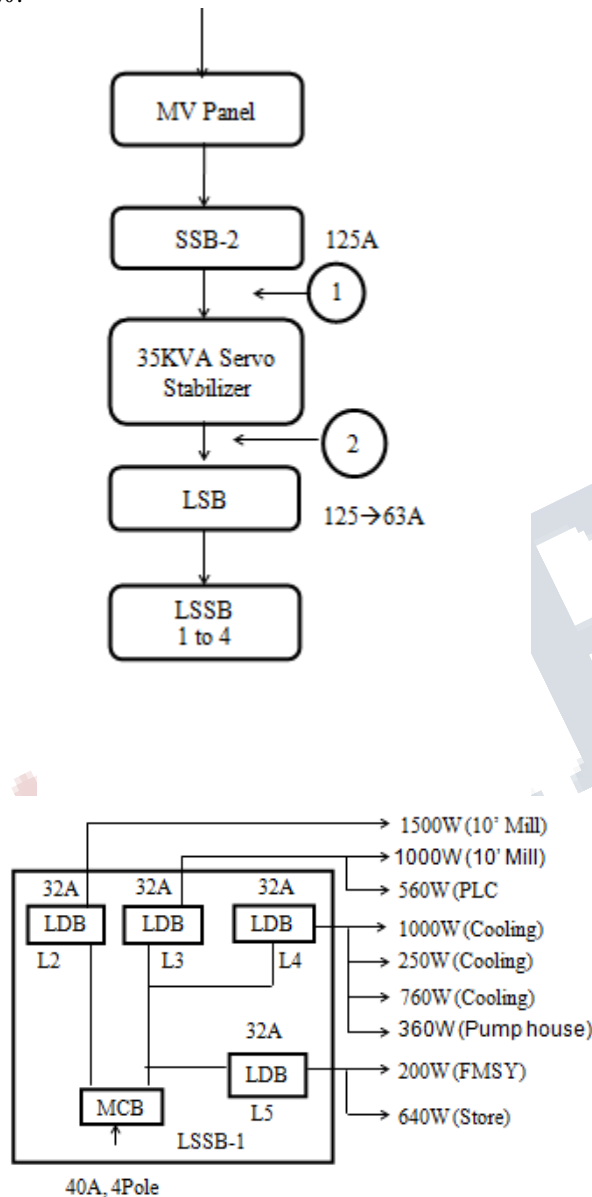 MV Panel
SSB-2
125A
1
35KVA Servo
Stabilizer
2
LSB
125→63A
LSSB
1 to 4
1500W (10' Mill)
1000W (10' Mill)
560W (PLC
32A
32A
32A
LDB
LDB
LDB
L2
L3
L4
1000W (Cooling)
250W (Cooling)
760W (Cooling)
360W (Pump house)
32A
LDB
L5
200W (FMSY)
640W (Store)
MCB
LSSB-1
40A, 4Pole